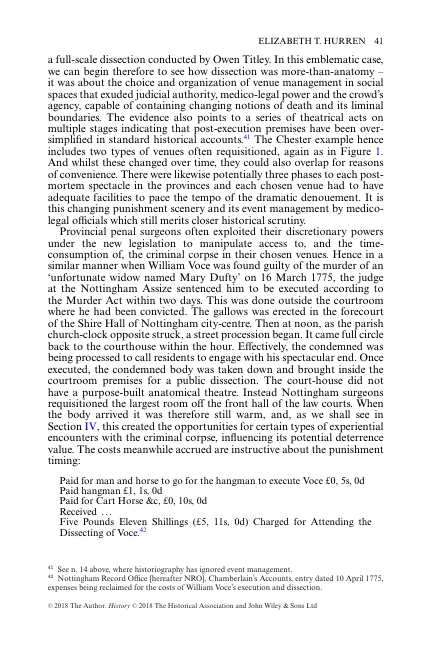 ELIZABETH T. HURREN 41
a full-scale dissection conducted by Owen Titley. In this emblematic case,
we can begin therefore to see how dissection was more-than-anatomy –
it was about the choice and organization of venue management in social
spaces that exuded judicial authority, medico-legal power and the crowd's
agency, capable of containing changing notions of death and its liminal
boundaries. The evidence also points to a series of theatrical acts on
multiple stages indicating that post-execution premises have been over-
simplified in standard historical accounts.41 The Chester example hence
includes two types of venues often requisitioned, again as in Figure 1.
And whilst these changed over time, they could also overlap for reasons
of convenience. There were likewise potentially three phases to each post-
mortem spectacle in the provinces and each chosen venue had to have
adequate facilities to pace the tempo of the dramatic denouement. It is
this changing punishment scenery and its event management by medico-
legal officials which still merits closer historical scrutiny.
Provincial penal surgeons often exploited their discretionary powers
under the new legislation to manipulate access to, and the time-
consumption of, the criminal corpse in their chosen venues. Hence in a
similar manner when William Voce was found guilty of the murder of an
'unfortunate widow named Mary Dufty' on 16 March 1775, the judge
at the Nottingham Assize sentenced him to be executed according to
the Murder Act within two days. This was done outside the courtroom
where he had been convicted. The gallows was erected in the forecourt
of the Shire Hall of Nottingham city-centre. Then at noon, as the parish
church-clock opposite struck, a street procession began. It came full circle
back to the courthouse within the hour. Effectively, the condemned was
being processed to call residents to engage with his spectacular end. Once
executed, the condemned body was taken down and brought inside the
courtroom premises for a public dissection. The court-house did not
have a purpose-built anatomical theatre. Instead Nottingham surgeons
requisitioned the largest room off the front hall of the law courts. When
the body arrived it was therefore still warm, and, as we shall see in
Section IV, this created the opportunities for certain types of experiential
encounters with the criminal corpse, influencing its potential deterrence
value. The costs meanwhile accrued are instructive about the punishment
timing:
Paid for man and horse to go for the hangman to execute Voce £0, 5s, 0d
Paid hangman £1, 1s, 0d
Paid for Cart Horse &c, £0, 10s, 0d
Received …
Five Pounds Eleven Shillings (£5, 11s, 0d) Charged for Attending the
Dissecting of Voce.42
41 See n. 14 above, where historiography has ignored event management.
42 Nottingham Record Office [hereafter NRO], Chamberlain's Accounts, entry dated 10 April 1775,
expenses being reclaimed for the costs of William Voce's execution and dissection.
© 2018 The Author. History © 2018 The Historical Association and John Wiley & Sons Ltd